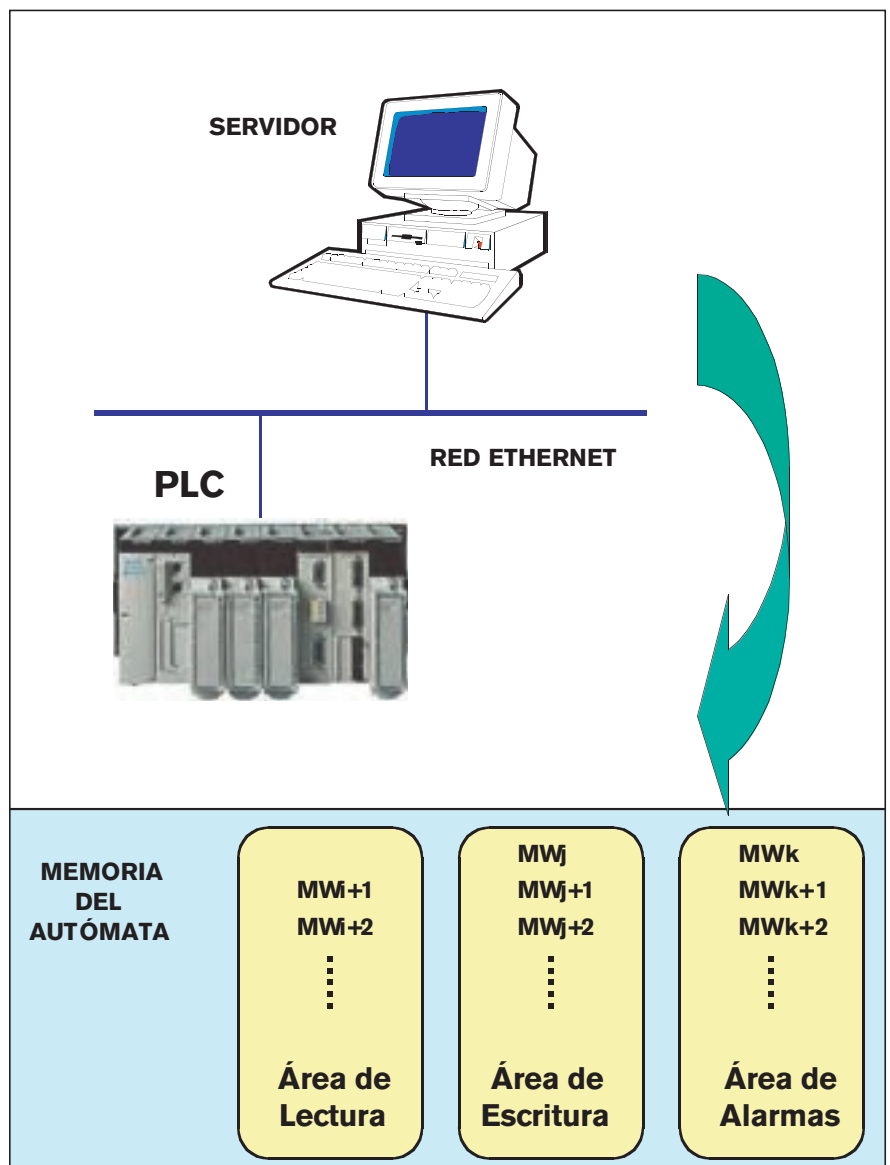 SERVIDOR
RED ETHERNET
PLC
MEMORIA
DEL
AUTÓMATA
MWi+1
MWi+2
Área de
Lectura
MWj
MWj+1
MWj+2
Área de
Escritura
MWk
MWk+1
MWk+2
Área de
Alarmas